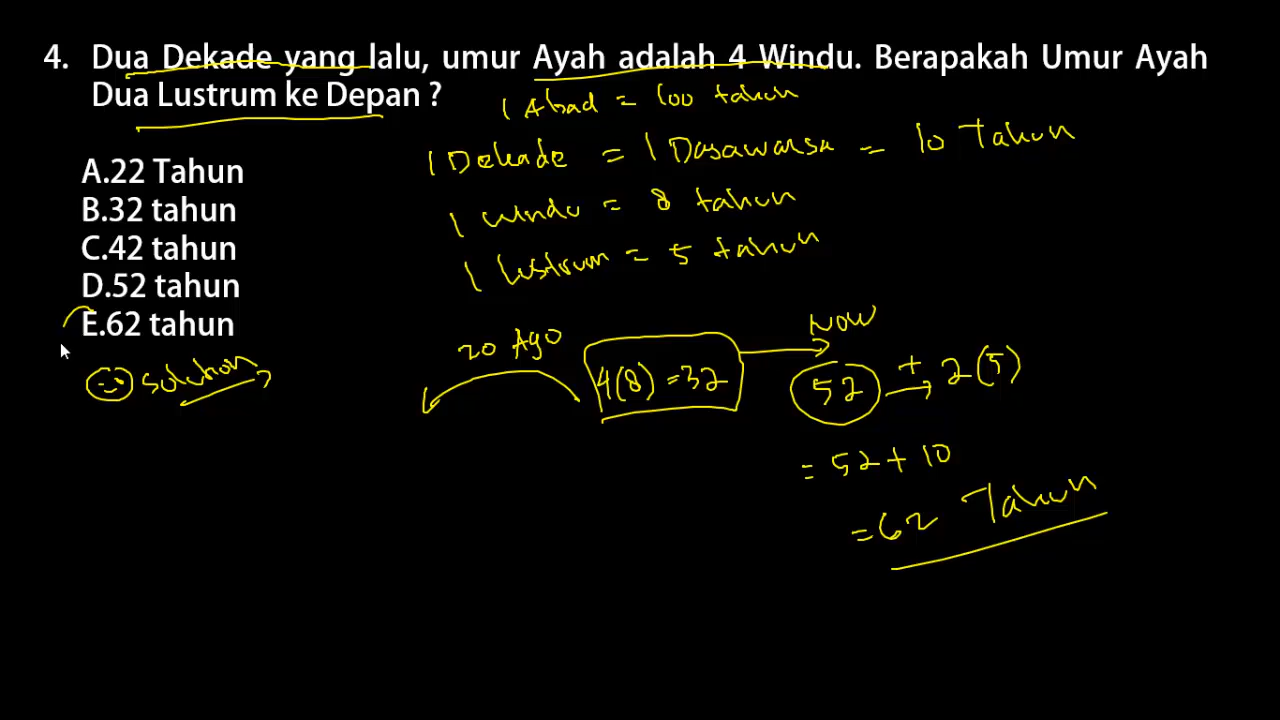 4. Dua Dekade yang lalu, umur Ayah adalah 4 Windu. Berapakah Umur Ayah
Dua Lustrum ke Depan ?
1 Abad = 100 tahun
1 Dekade = 1 Dasawarsa = 10 Tahun
A.22 Tahun
B.32 tahun
1 windu = 8 tahun
C.42 tahun
1 lustrum = 5 tahun
D.52 tahun
E.62 tahun
solution
20 Ago
4(8) = 32
Now
52 + 2(5)
= 52 + 10
= 62 Tahun